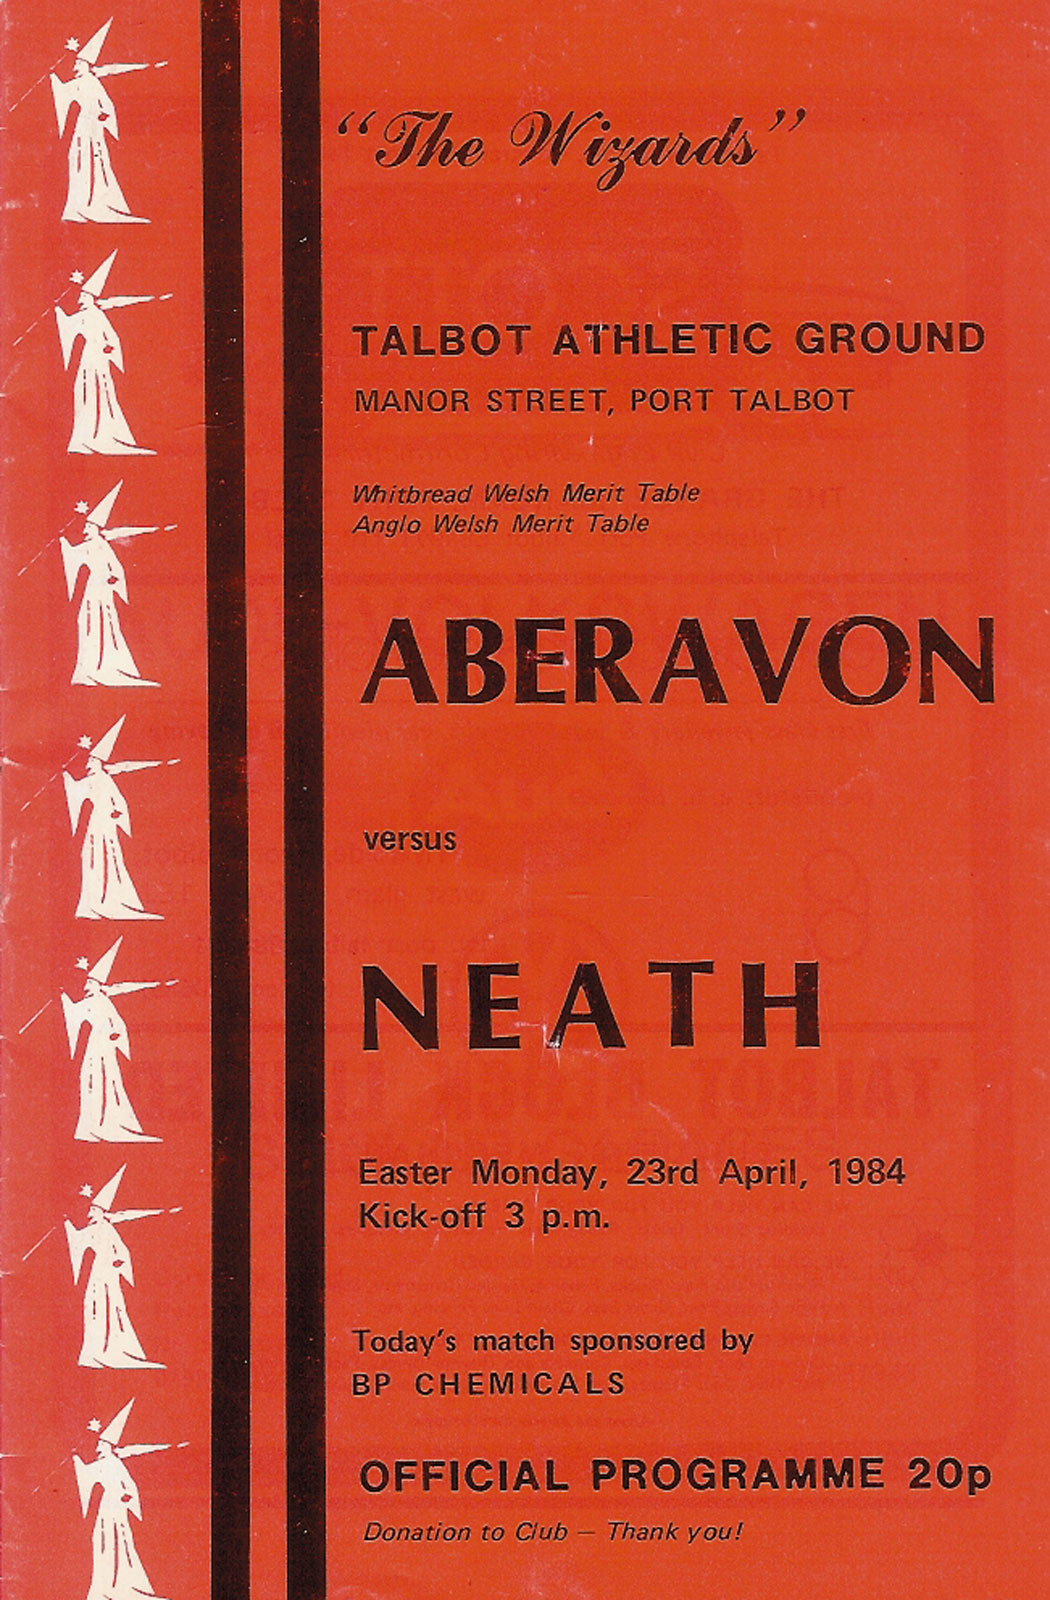 "The Wizards"
TALBOT ATHLETIC GROUND
MANOR STREET, PORT TALBOT
Whitbread Welsh Merit Table
Anglo Welsh Merit Table
ABERAVON
versus
NEATH
Easter Monday, 23rd April, 1984
Kick-off 3 p.m.
Today's match sponsored by
BP CHEMICALS
OFFICIAL PROGRAMME 20p
Donation to Club — Thank you!